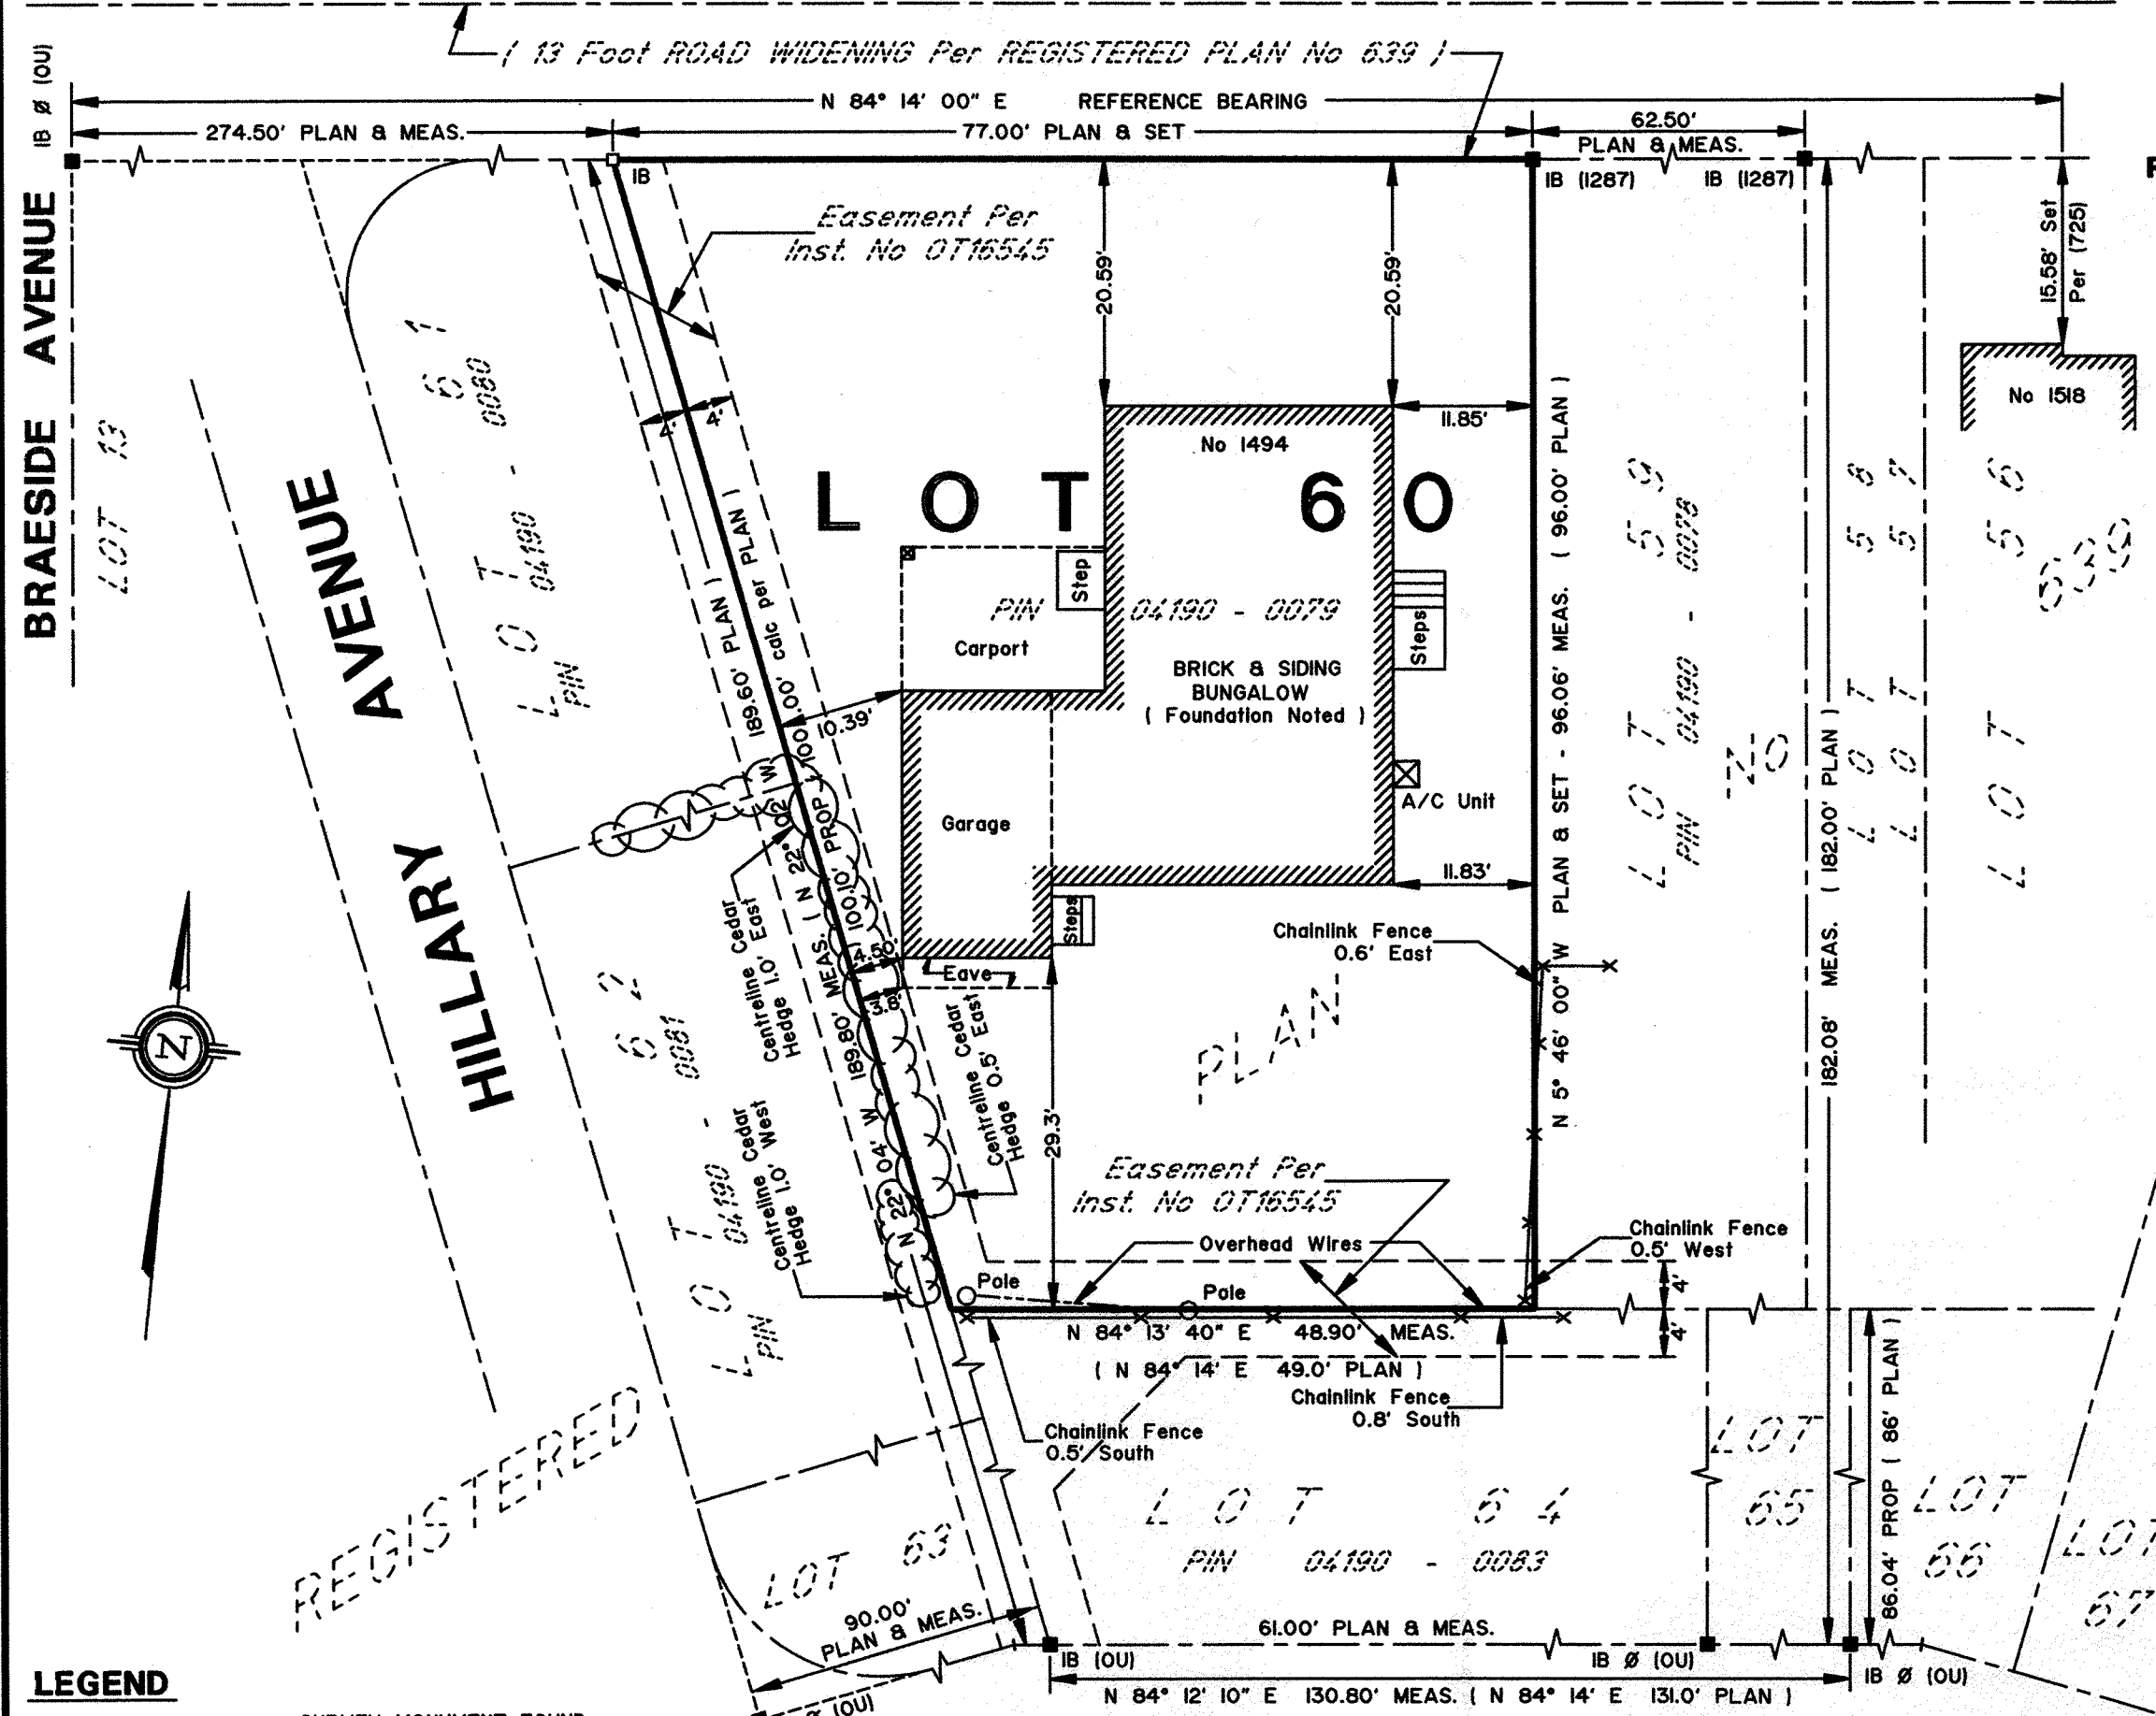 ( 13 Foot ROAD WIDENING Per REGISTERED PLAN No 639 )
N 84° 14' 00" E REFERENCE BEARING
274.50' PLAN & MEAS.
77.00' PLAN & SET
62.50'
PLAN & MEAS.
IB Ø (OU)
IB
IB (1287)
IB (1287)
BRAESIDE AVENUE
LOT 13
Easement Per
Inst. No OT16545
20.59'
20.59'
15.58' Set
Per (725)
No 1518
LOT 61
PIN 04190 - 0080
4'
4'
11.85'
No 1494
LOT 60
PIN 04190 - 0079
Step
Carport
Steps
BRICK & SIDING
BUNGALOW
( Foundation Noted )
A/C Unit
10.39'
Garage
11.83'
Steps
Eave
4.50'
3.8'
29.3'
N 5° 46' 00" W PLAN & SET - 96.06' MEAS. ( 96.00' PLAN )
LOT 59
PIN 04190 - 0078
182.08' MEAS. ( 182.00' PLAN )
LOT 58
LOT 57
LOT 56
HILLARY AVENUE
N 22° 04' W 189.80' MEAS. ( N 22° 02' W 189.60' PLAN )
100.10' PROP ( 100.00' calc per PLAN )
Centreline Cedar
Hedge 1.0' East
Centreline Cedar
Hedge 1.0' West
Centreline Cedar
Hedge 0.5' East
Chainlink Fence
0.6' East
LOT 62
PIN 04190 - 0081
N
REGISTERED PLAN NO 639
Easement Per
Inst. No OT16545
Overhead Wires
Pole
Pole
Chainlink Fence
0.5' West
4'
4'
N 84° 13' 40" E 48.90' MEAS.
( N 84° 14' E 49.0' PLAN )
Chainlink Fence
0.8' South
Chainlink Fence
0.5' South
86.04' PROP ( 86' PLAN )
LOT 63
LOT 64
PIN 04190 - 0083
LOT
65
LOT
66
LOT
67
90.00'
PLAN & MEAS.
61.00' PLAN & MEAS.
IB (OU)
IB Ø (OU)
IB Ø (OU)
Ø (OU)
N 84° 12' 10" E 130.80' MEAS. ( N 84° 14' E 131.0' PLAN )
LEGEND
SURVEY MONUMENT FOUND